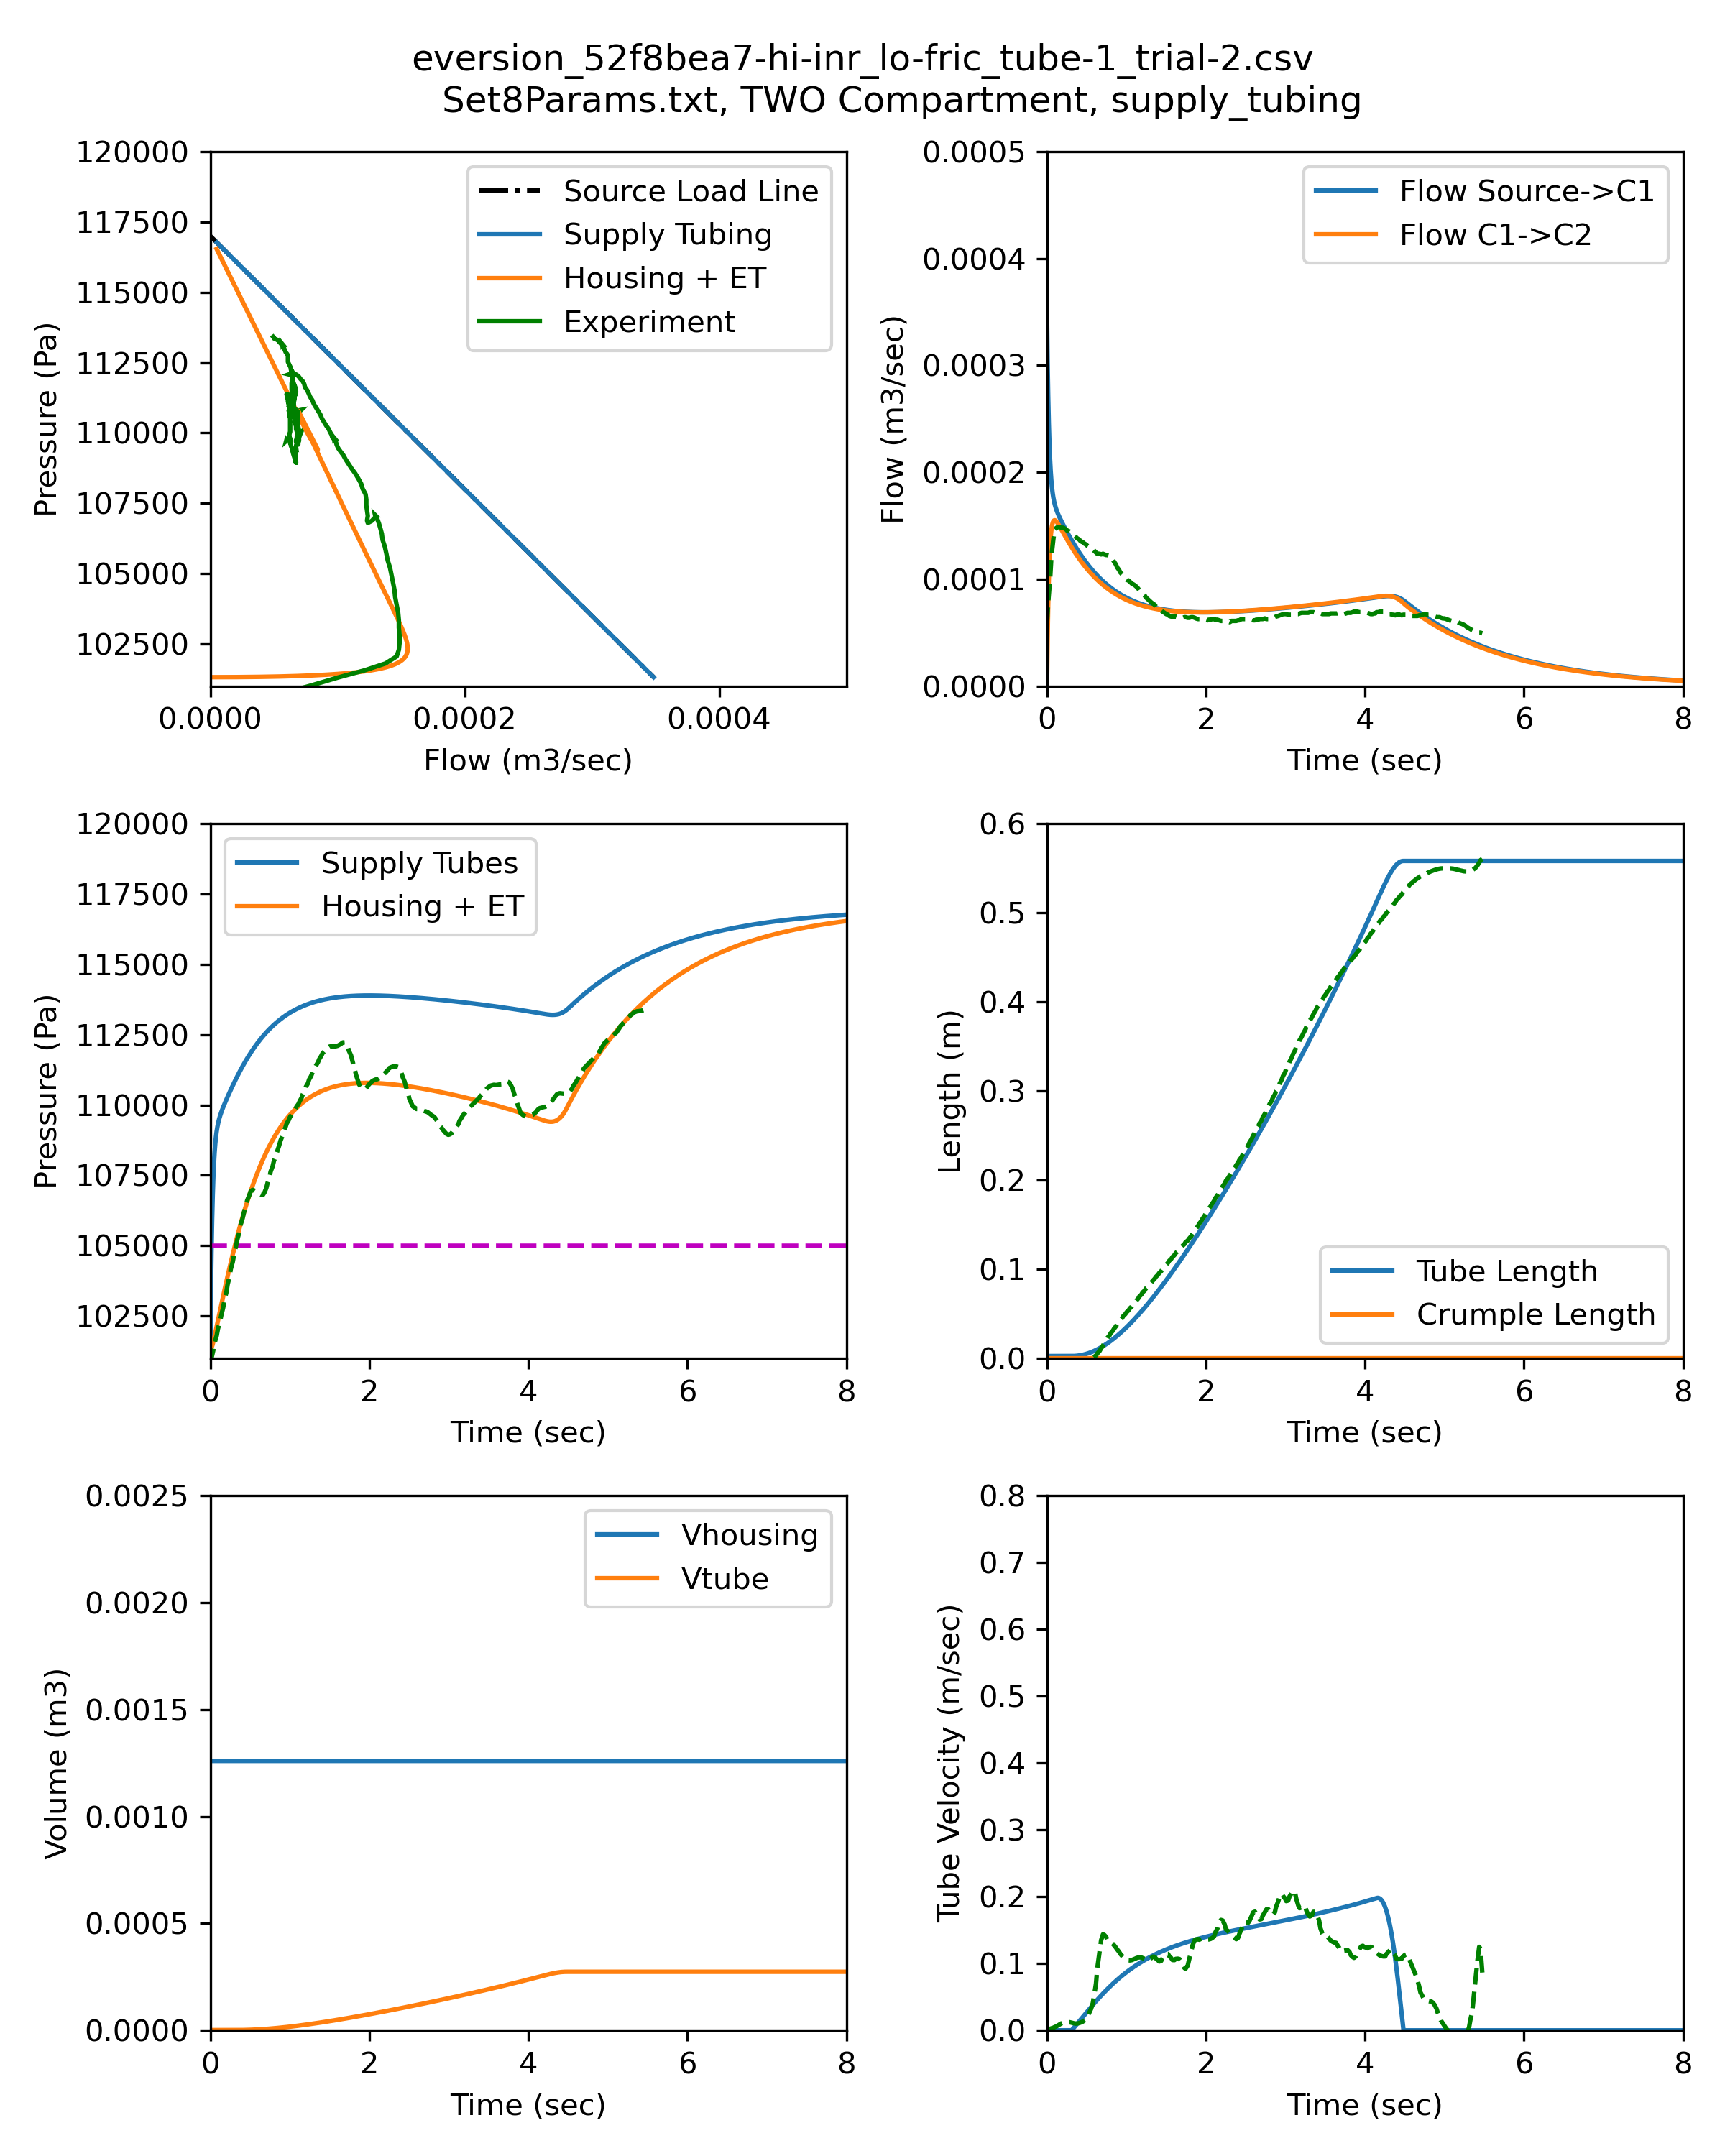 eversion_52f8bea7-hi-inr_lo-fric_tube-1_trial-2.csv
Set8Params.txt, TWO Compartment, supply_tubing
120000
117500
115000
112500
110000
107500
105000
102500
Pressure (Pa)
Source Load Line
Supply Tubing
Housing + ET
Experiment
0.0000
0.0002
0.0004
Flow (m3/sec)
0.0005
0.0004
0.0003
0.0002
0.0001
0.0000
Flow (m3/sec)
Flow Source->C1
Flow C1->C2
0
2
4
6
8
Time (sec)
120000
117500
115000
112500
110000
107500
105000
102500
Pressure (Pa)
Supply Tubes
Housing + ET
0
2
4
6
8
Time (sec)
0.6
0.5
0.4
0.3
0.2
0.1
0.0
Length (m)
Tube Length
Crumple Length
0
2
4
6
8
Time (sec)
0.0025
0.0020
0.0015
0.0010
0.0005
0.0000
Volume (m3)
Vhousing
Vtube
0
2
4
6
8
Time (sec)
0.8
0.7
0.6
0.5
0.4
0.3
0.2
0.1
0.0
Tube Velocity (m/sec)
0
2
4
6
8
Time (sec)